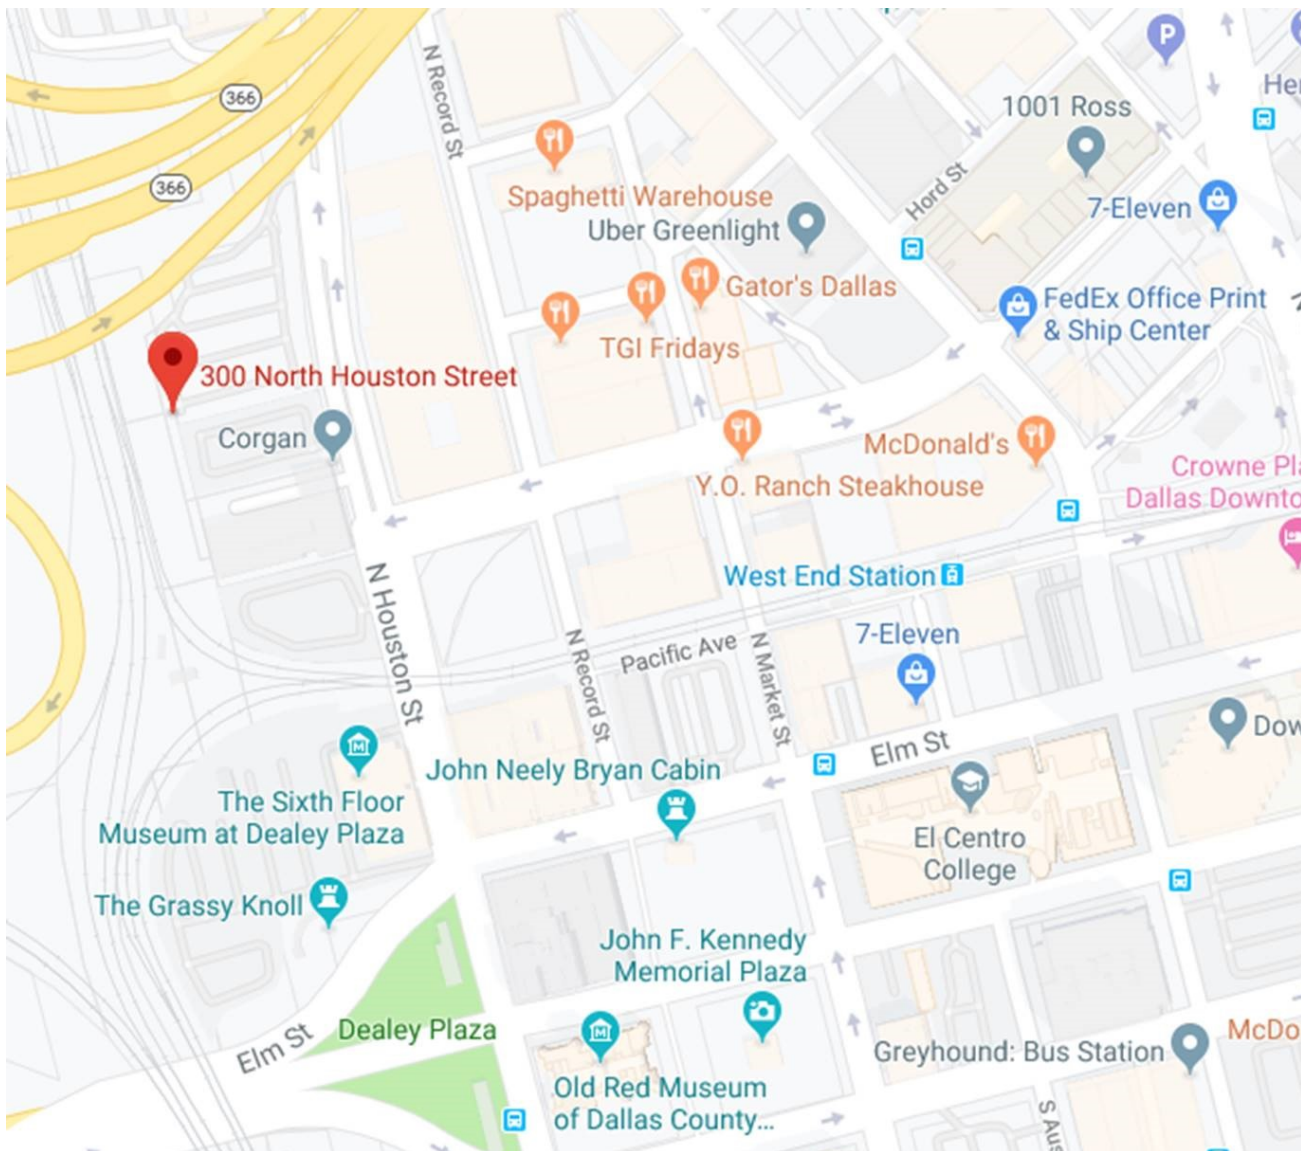 N Record St
366
P
1001 Ross
Spaghetti Warehouse
Hord St
366
7-Eleven
Uber Greenlight
Gator's Dallas
FedEx Office Print
& Ship Center
TGI Fridays
300 North Houston Street
Corgan
McDonald's
Crowne Pla
Dallas Downto
Y.O. Ranch Steakhouse
West End Station
N Houston St
7-Eleven
N Record St
Pacific Ave
N Market St
Elm St
Dow
John Neely Bryan Cabin
The Sixth Floor
Museum at Dealey Plaza
El Centro
College
The Grassy Knoll
John F. Kennedy
Memorial Plaza
Elm St
Dealey Plaza
McDo
Greyhound: Bus Station
Old Red Museum
of Dallas County...
S Aus